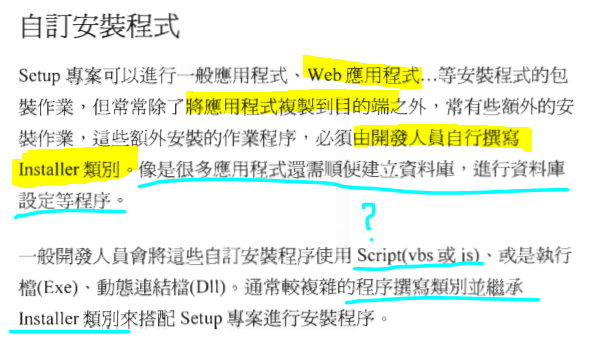 自訂安裝程式
Setup 專案可以進行一般應用程式、Web 應用程式…等安裝程式的包
裝作業，但常常除了將應用程式複製到目的端之外，常有些額外的安
裝作業，這些額外安裝的作業程序，必須由開發人員自行撰寫
Installer 類別。像是很多應用程式還需順便建立資料庫，進行資料庫
設定等程序。
?
一般開發人員會將這些自訂安裝程序使用 Script(vbs 或 js)、或是執行
檔(Exe)、動態連結檔(Dll)。通常較複雜的程序撰寫類別並繼承
Installer 類別來搭配 Setup 專案進行安裝程序。